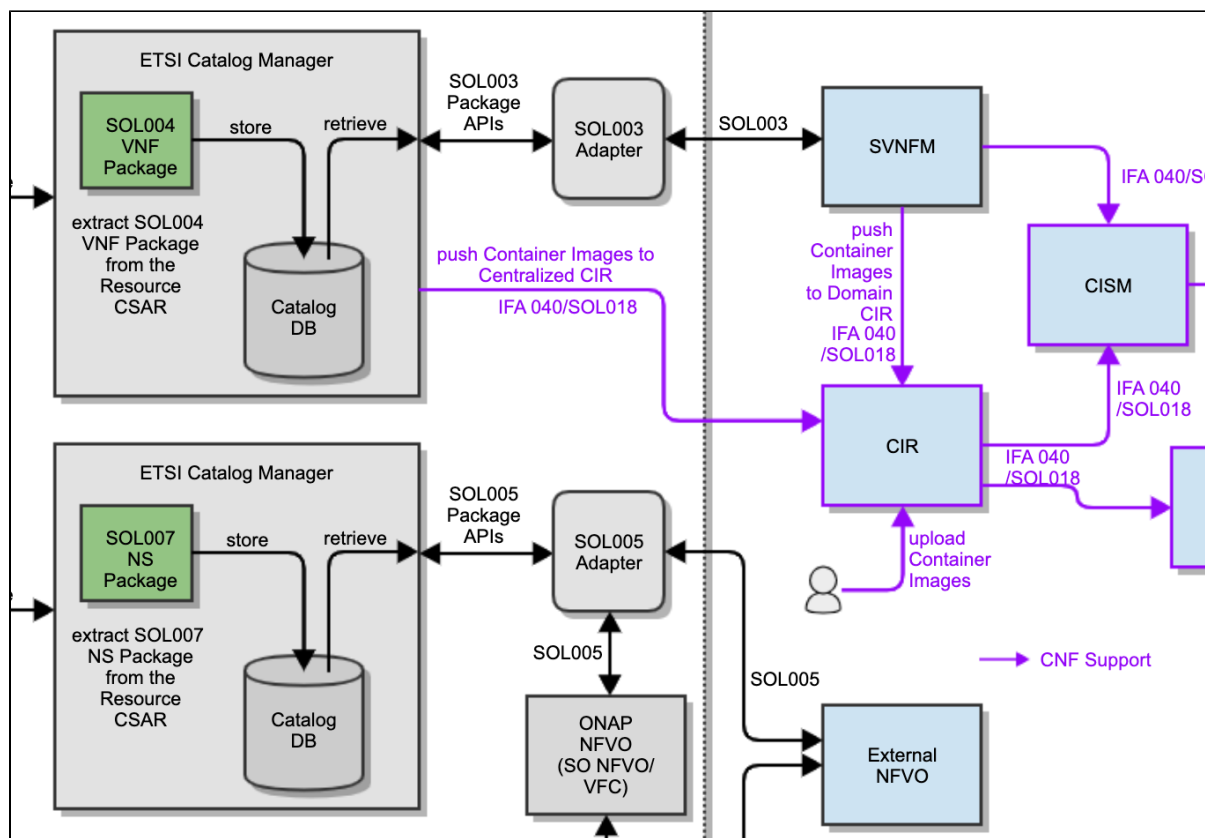 ETSI Catalog Manager
SOL004
VNF
Package
store
retrieve
extract SOL004
VNF Package
from the
Resource
CSAR
Catalog
DB
SOL003
Package
APIs
SOL003
Adapter
SOL003
SVNFM
IFA 040/SO
push
Container
Images
to Domain
CIR
IFA 040
/SOL018
CISM
push Container Images to
Centralized CIR
IFA 040/SOL018
IFA 040
/SOL018
CIR
IFA 040
/SOL018
upload
Container
Images
CNF Support
ETSI Catalog Manager
SOL007
NS
Package
store
retrieve
extract SOL007
NS Package
from the
Resource
CSAR
Catalog
DB
SOL005
Package
APIs
SOL005
Adapter
SOL005
SOL005
ONAP
NFVO
(SO NFVO/
VFC)
External
NFVO